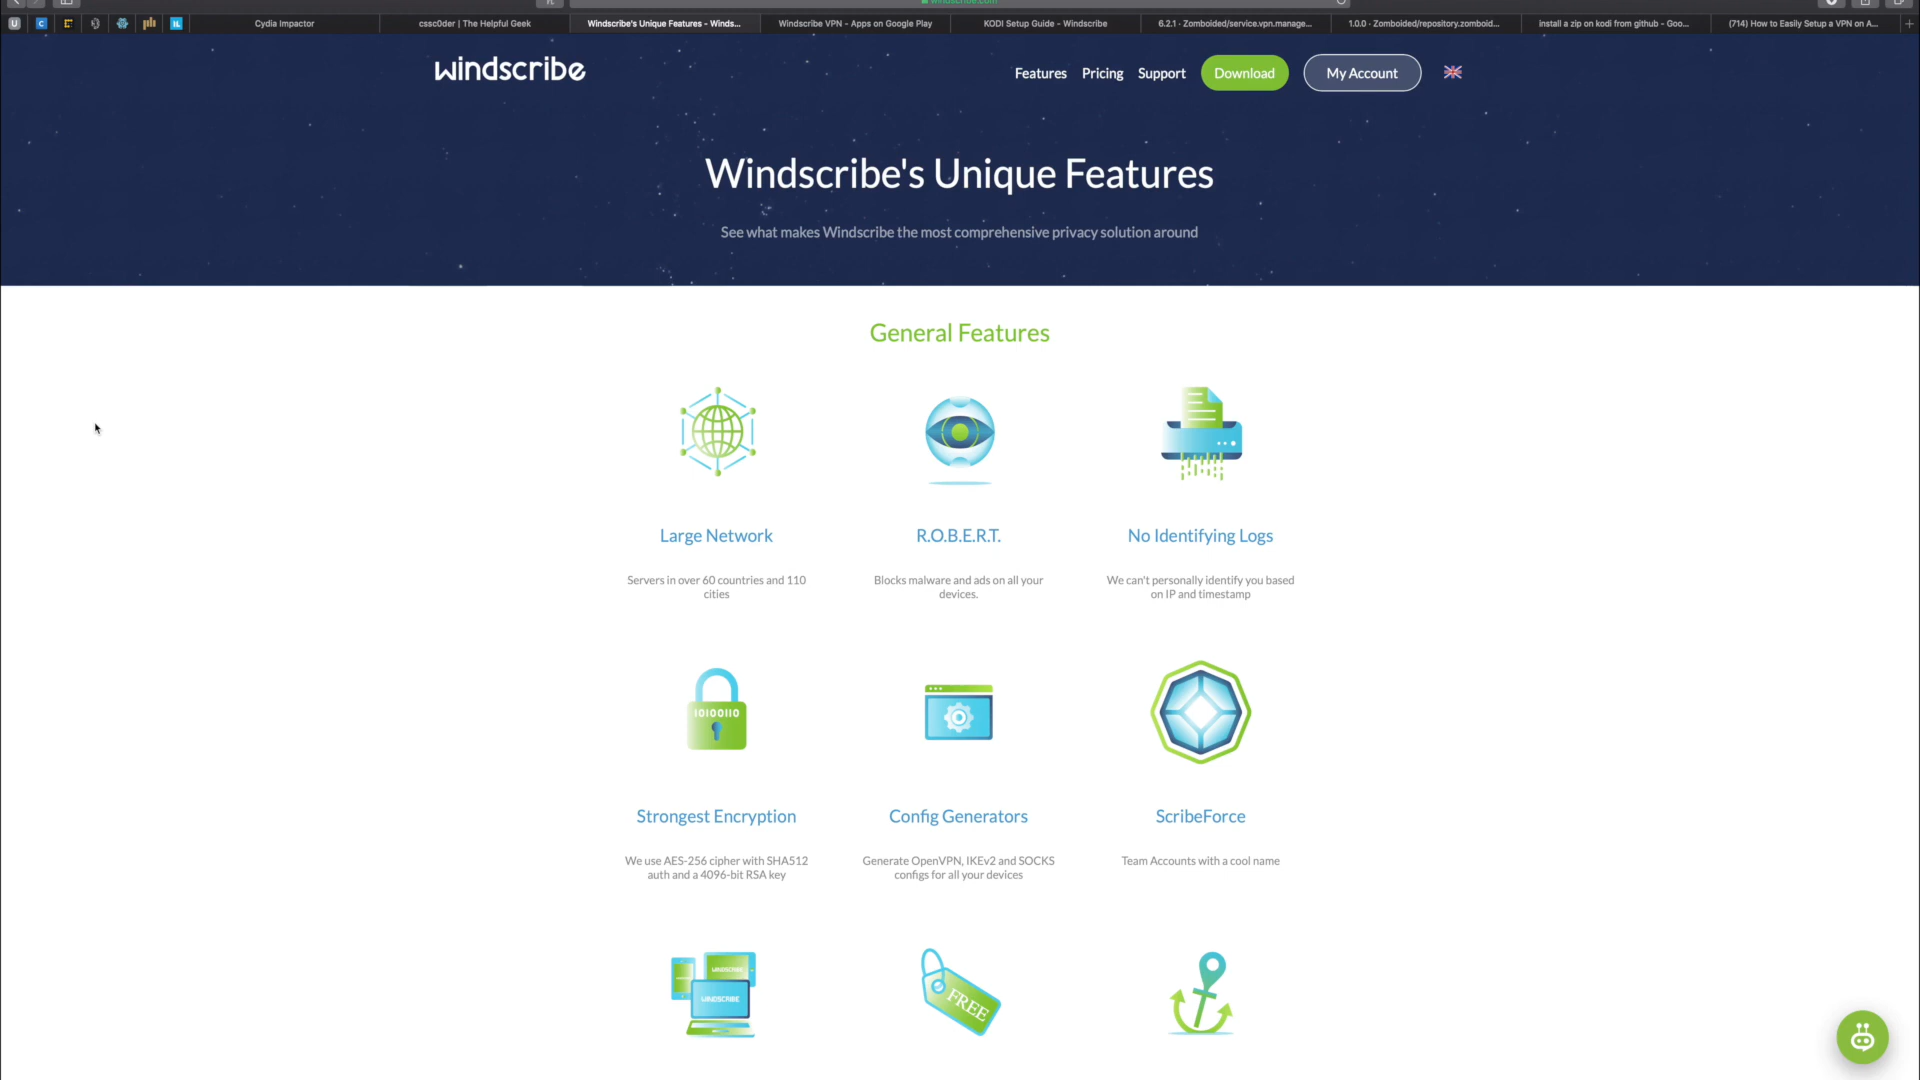 windscribe.com
Cydia Impactor
cssc0der | The Helpful Geek
Windscribe's Unique Features - Winds...
Windscribe VPN - Apps on Google Play
KODI Setup Guide - Windscribe
6.2.1 · Zomboided/service.vpn.manage...
1.0.0 · Zomboided/repository.zomboid...
install a zip on kodi from github - Goo...
(714) How to Easily Setup a VPN on A...
windscribe
Features
Pricing
Support
Download
My Account
Windscribe's Unique Features
See what makes Windscribe the most comprehensive privacy solution around
General Features
Large Network
R.O.B.E.R.T.
No Identifying Logs
Servers in over 60 countries and 110
cities
Blocks malware and ads on all your
devices.
We can't personally identify you based
on IP and timestamp
10100110
Strongest Encryption
Config Generators
ScribeForce
We use AES-256 cipher with SHA512
auth and a 4096-bit RSA key
Generate OpenVPN, IKEv2 and SOCKS
configs for all your devices
Team Accounts with a cool name
WINDSCRIBE
WINDSCRIBE
FREE